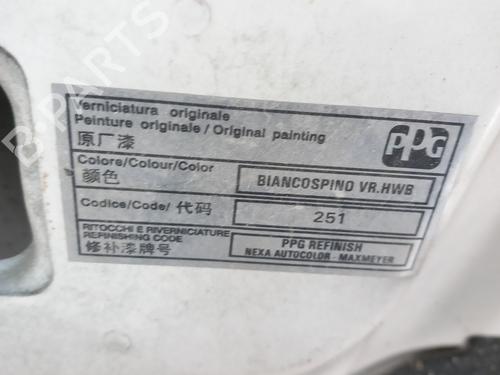 B-PARTS
Verniciatura originale
Peinture originale / Original painting
原厂漆
PPG
Colore/Colour/Color
颜色
BIANCOSPINO VR.HWB
Codice/Code/ 代码
251
RITOCCHI E RIVERNICIATURE
REFINISHING CODE
修补漆牌号
PPG REFINISH
NEXA AUTOCOLOR - MAXMEYER